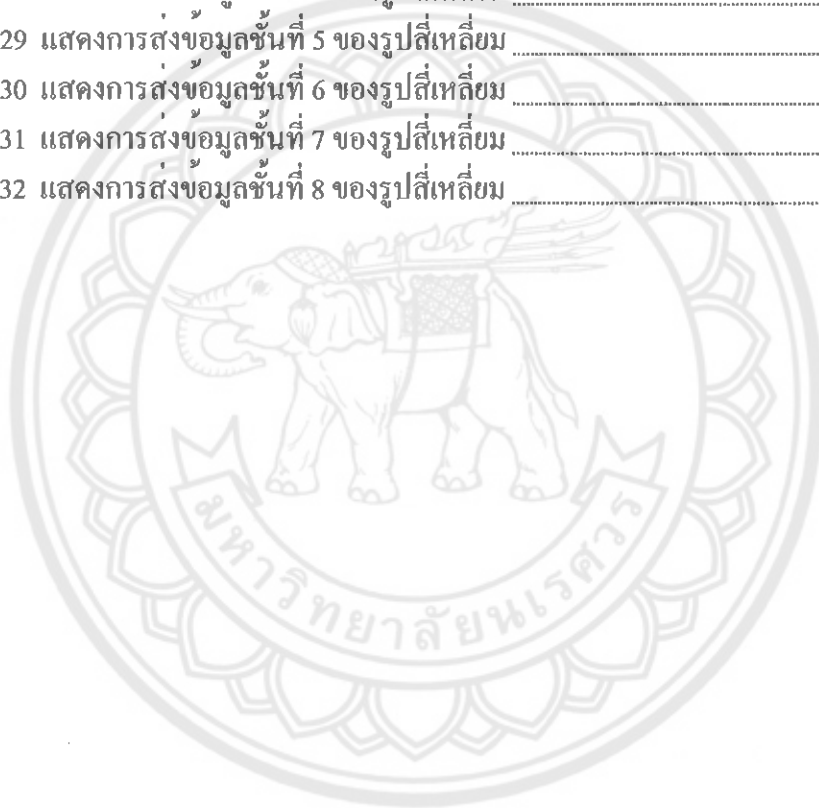 29 แสดงการส่งข้อมูลชั้นที่ 5 ของรูปสี่เหลี่ยม
30 แสดงการส่งข้อมูลชั้นที่ 6 ของรูปสี่เหลี่ยม
31 แสดงการส่งข้อมูลชั้นที่ 7 ของรูปสี่เหลี่ยม
32 แสดงการส่งข้อมูลชั้นที่ 8 ของรูปสี่เหลี่ยม
มหาวิทยาลัยนเรศวร